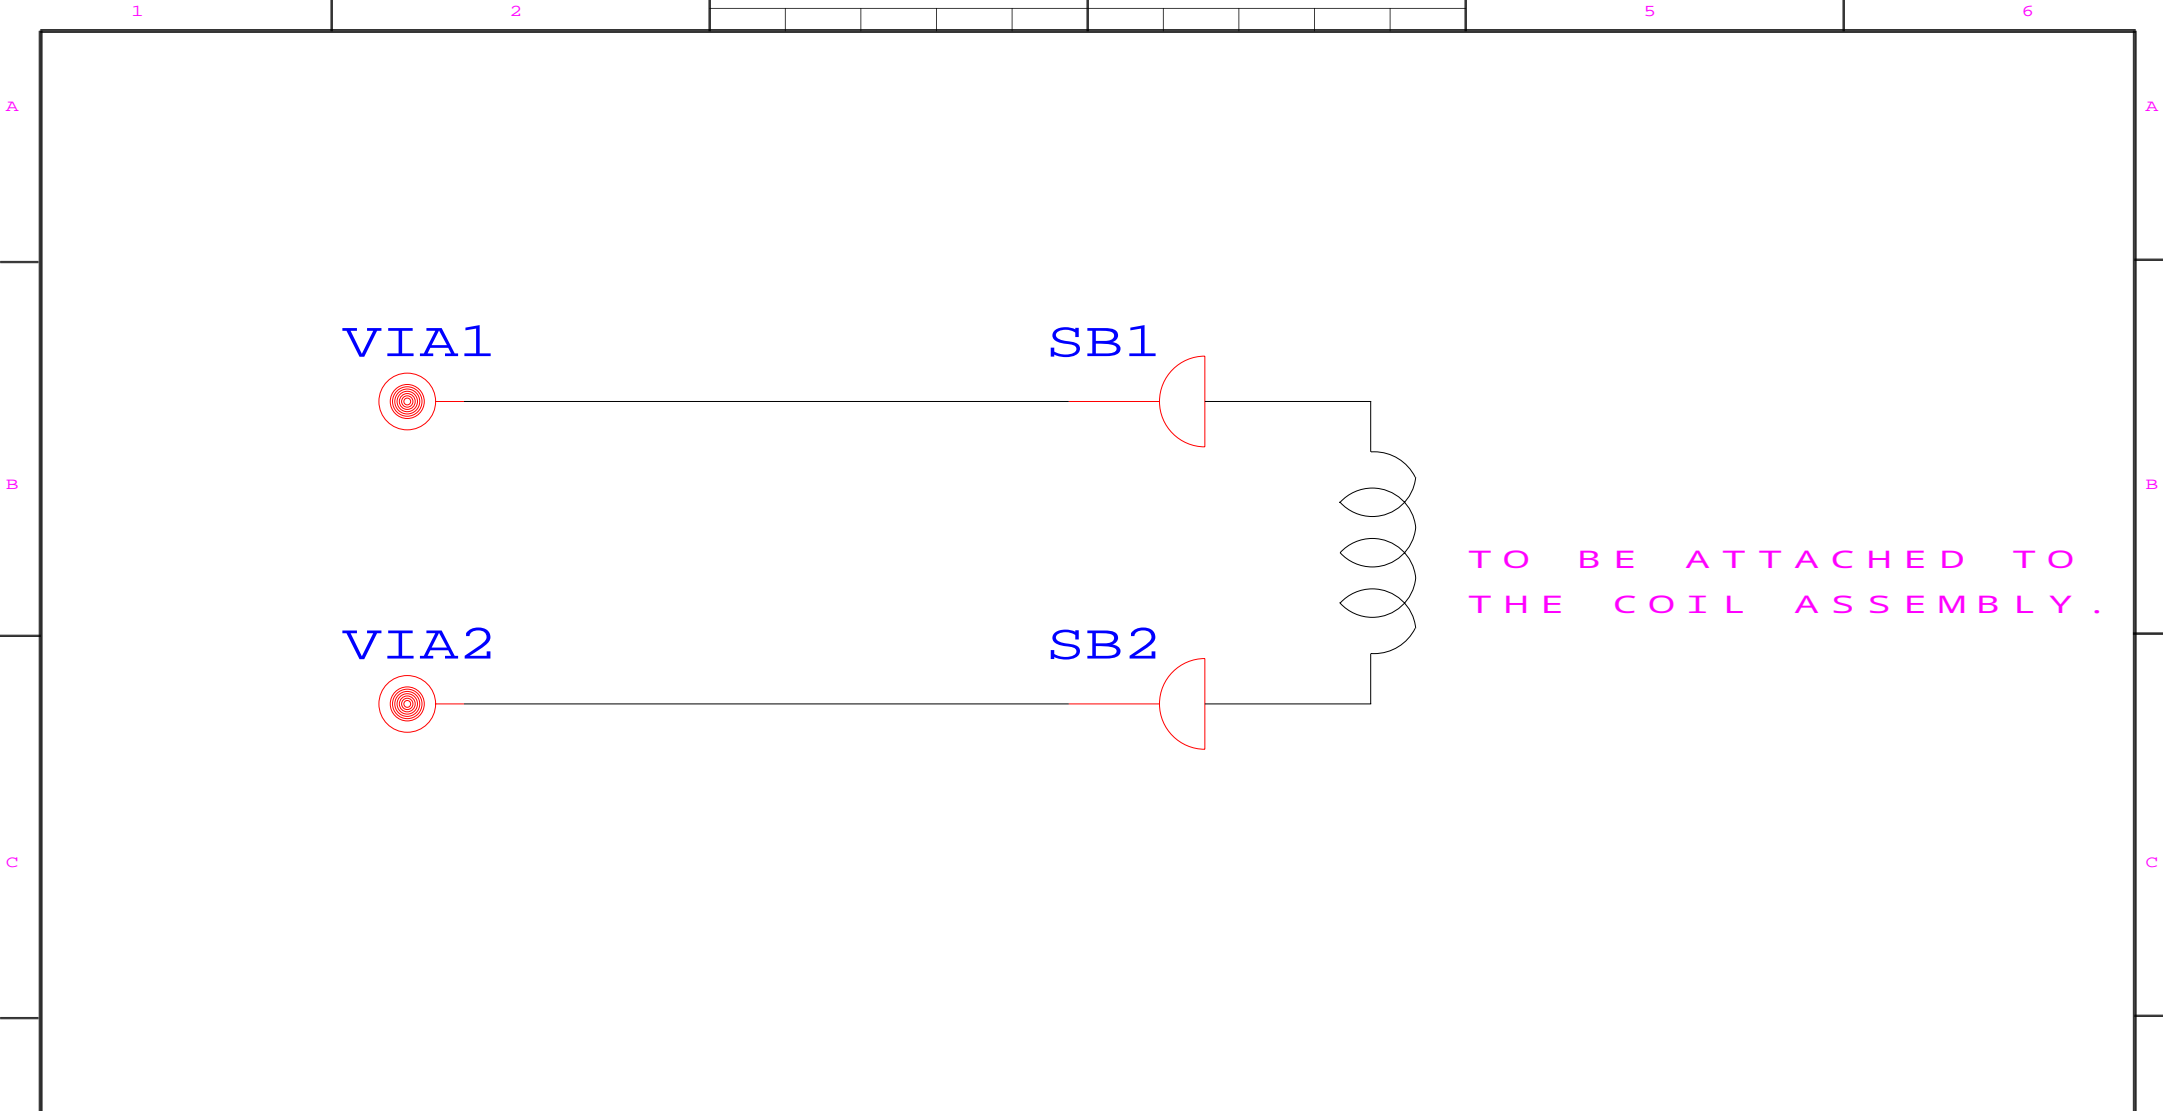 1 2 5 6
A A
VIA1 SB1
B B
TO BE ATTACHED TO
THE COIL ASSEMBLY.
VIA2 SB2
C C